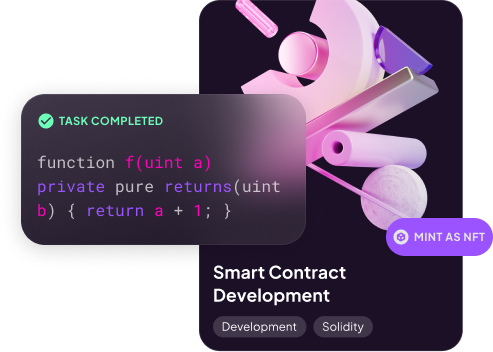 TASK COMPLETED
function f(uint a)
private pure returns(uint
b) { return a + 1; }
MINT AS NFT
Smart Contract
Development
Development
Solidity